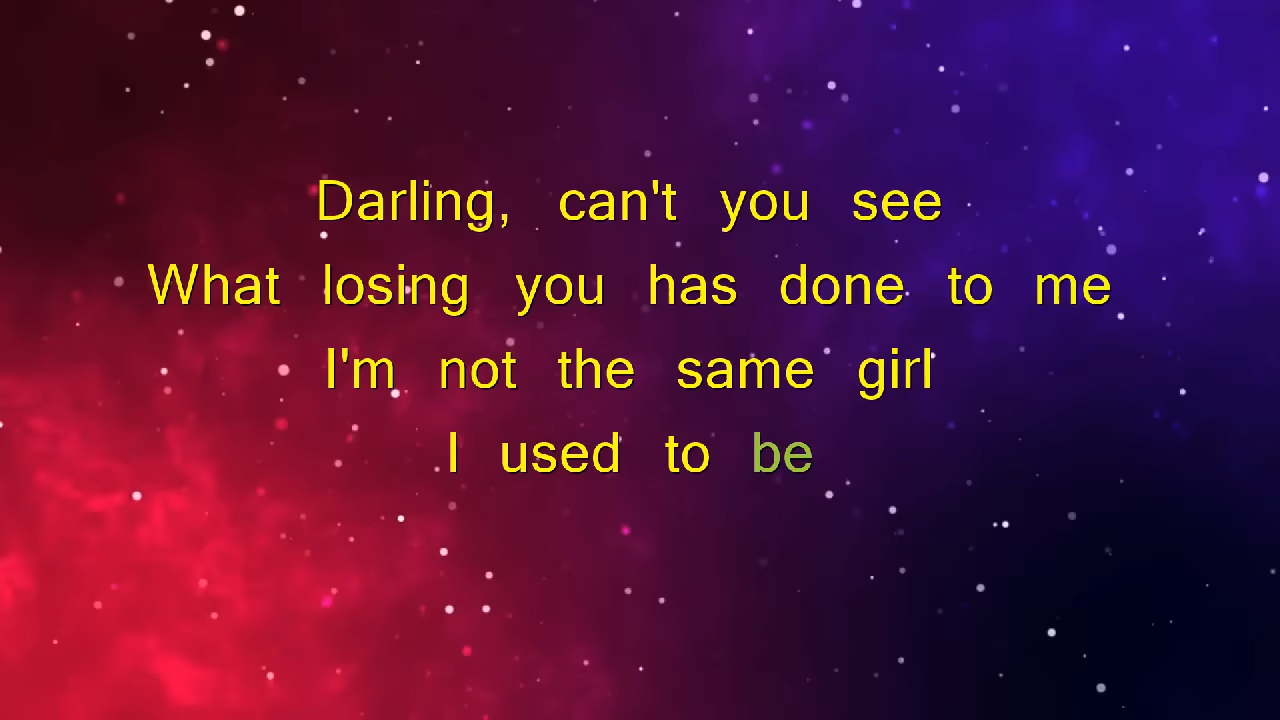 Darling, can't you see
What losing you has done to me
I'm not the same girl
I used to be